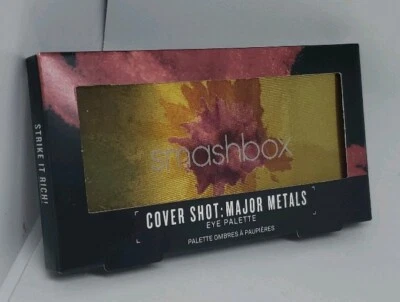 STRIKE IT RICH!
smashbox
COVER SHOT: MAJOR METALS
EYE PALETTE
PALETTE OMBRES À PAUPIÈRES